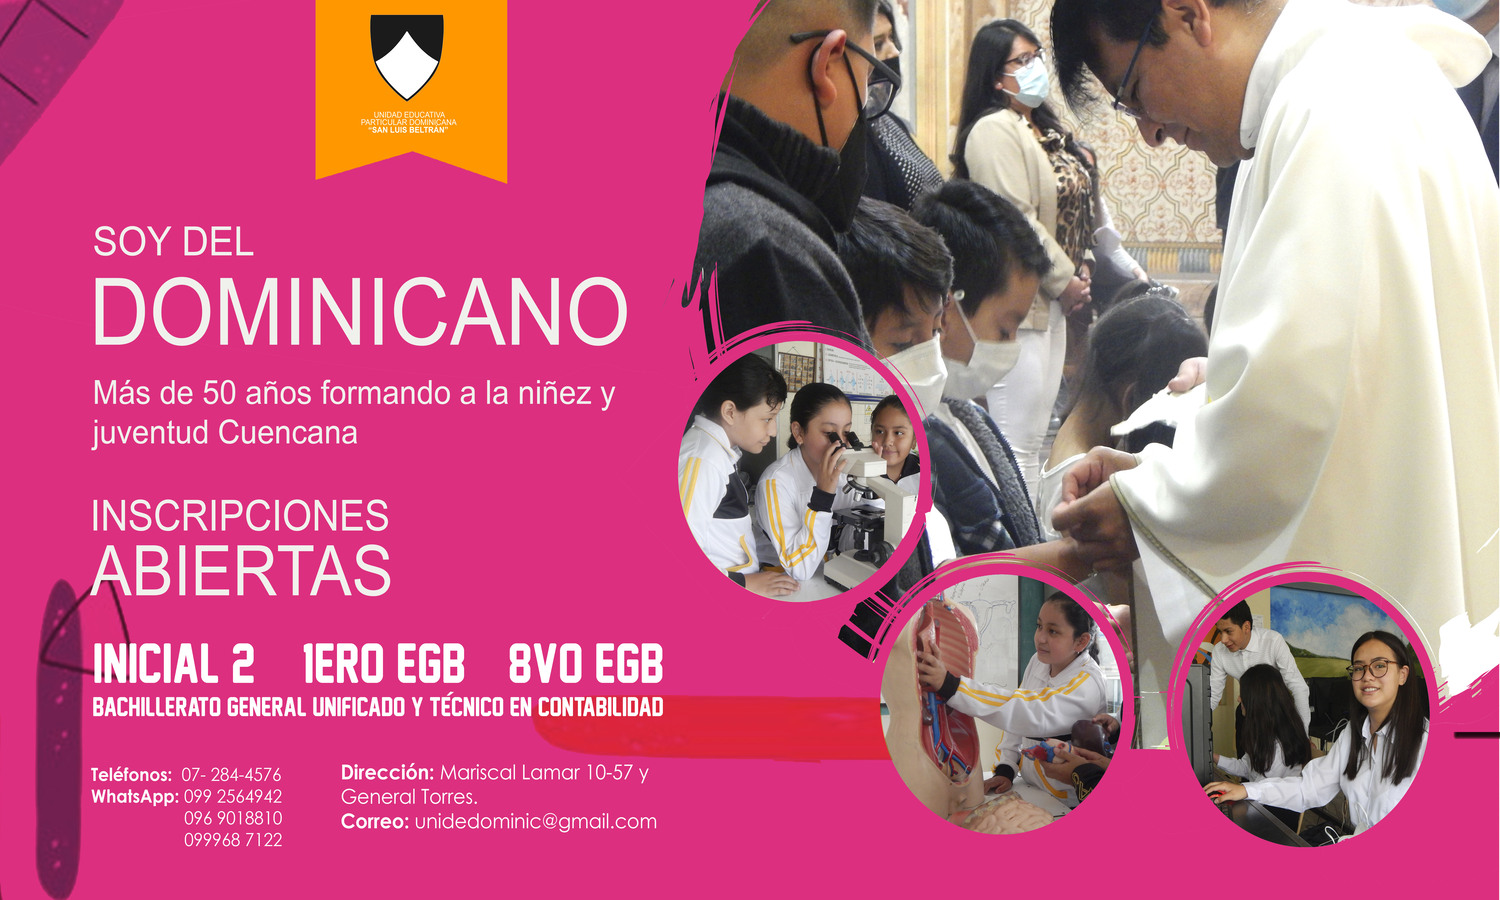 UNIDAD EDUCATIVA
PARTICULAR DOMINICANA
"SAN LUIS BELTRAN"
SOY DEL
DOMINICANO
Más de 50 años formando a la niñez y
juventud Cuencana
INSCRIPCIONES
ABIERTAS
INICIAL 2 1ERO EGB 8VO EGB
BACHILLERATO GENERAL UNIFICADO Y TÉCNICO EN CONTABILIDAD
Teléfonos: 07- 284-4576
WhatsApp: 099 2564942
096 9018810
099968 7122
Dirección: Mariscal Lamar 10-57 y
General Torres.
Correo: unidedominic@gmail.com